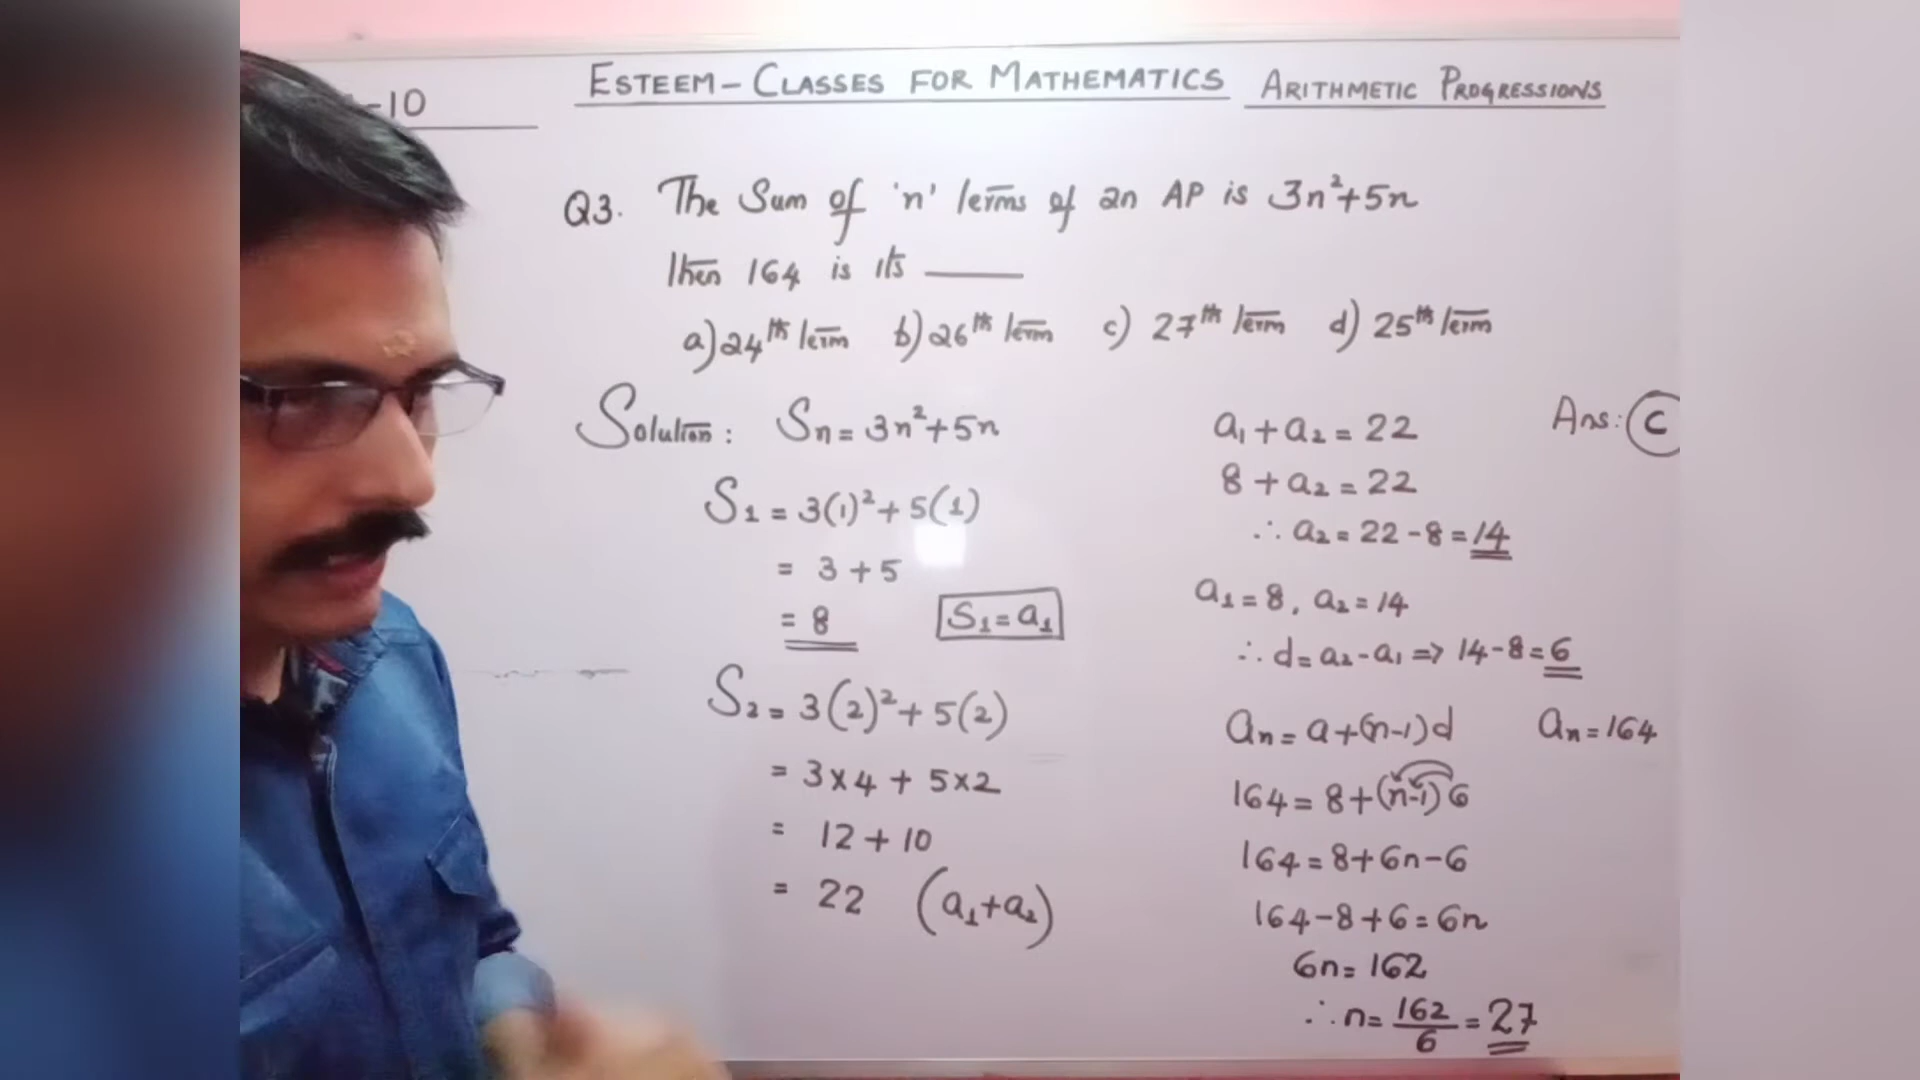 -10
ESTEEM - CLASSES FOR MATHEMATICS ARITHMETIC PROGRESSIONS
Q3. The Sum of 'n' terms of an AP is 3n²+5n
then 164 is its ______
a) 24th term b) 26th term c) 27th term d) 25th term
Solution: Sn = 3n²+5n
S1 = 3(1)² + 5(1)
= 3 + 5
= 8 S1 = a1
S2 = 3(2)² + 5(2)
= 3×4 + 5×2
= 12 + 10
= 22 (a1+a2)
a1 + a2 = 22 Ans: C
8 + a2 = 22
∴ a2 = 22 - 8 = 14
a1 = 8, a2 = 14
∴ d = a2 - a1 ⇒ 14 - 8 = 6
an = a + (n-1)d an = 164
164 = 8 + (n-1)6
164 = 8 + 6n - 6
164 - 8 + 6 = 6n
6n = 162
∴ n = 162/6 = 27